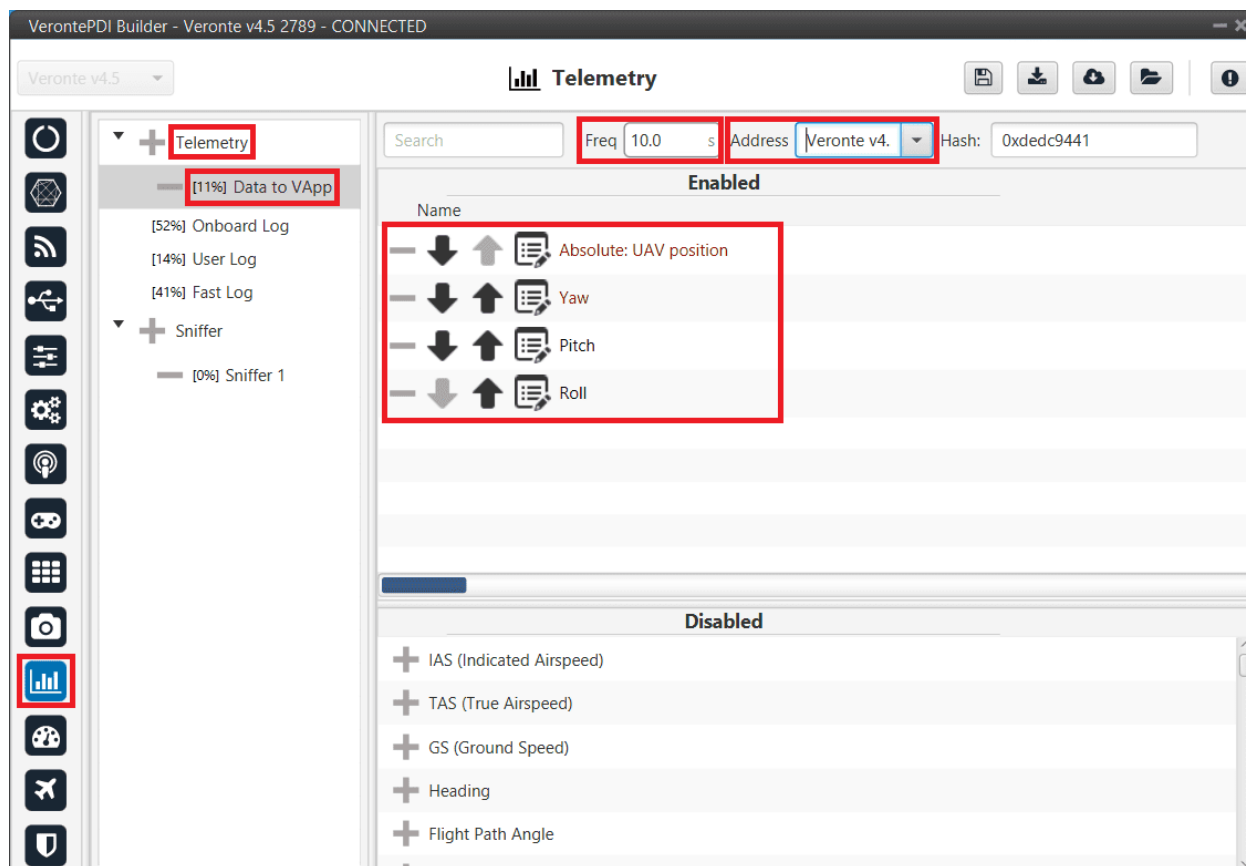 VerontePDI Builder - Veronte v4.5 2789 - CONNECTED
Veronte v4.5
Telemetry
Telemetry
[11%] Data to VApp
[52%] Onboard Log
[14%] User Log
[41%] Fast Log
Sniffer
[0%] Sniffer 1
Search
Freq 10.0 s Address Veronte v4. Hash: 0xdedc9441
Enabled
Name
Absolute: UAV position
Yaw
Pitch
Roll
Disabled
IAS (Indicated Airspeed)
TAS (True Airspeed)
GS (Ground Speed)
Heading
Flight Path Angle